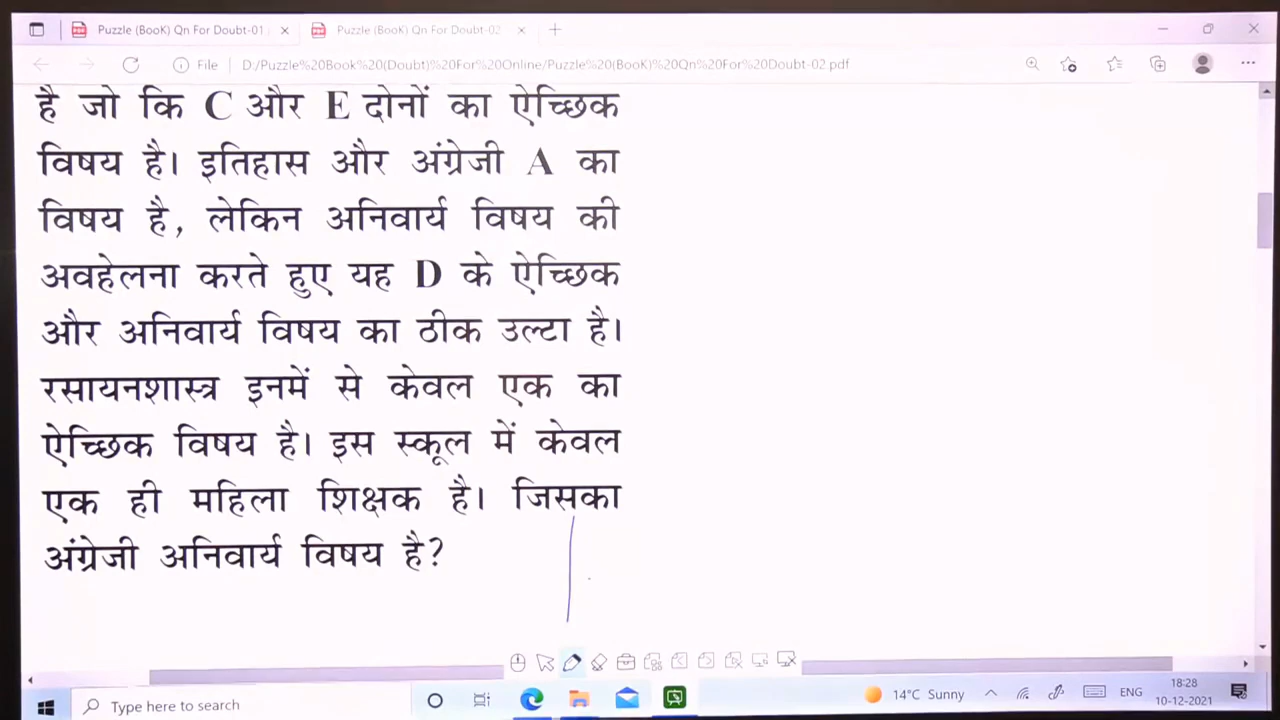 Puzzle (BooK) Qn For Doubt-01
Puzzle (BooK) Qn For Doubt-02
File D:/Puzzle%20Book%20(Doubt)%20For%20Online/Puzzle%20(BooK)%20Qn%20For%20Doubt-02.pdf
है जो कि C और E दोनों का ऐच्छिक
विषय है। इतिहास और अंग्रेजी A का
विषय है, लेकिन अनिवार्य विषय की
अवहेलना करते हुए यह D के ऐच्छिक
और अनिवार्य विषय का ठीक उल्टा है।
रसायनशास्त्र इनमें से केवल एक का
ऐच्छिक विषय है। इस स्कूल में केवल
एक ही महिला शिक्षक है। जिसका
अंग्रेजी अनिवार्य विषय है?
Type here to search
14°C Sunny
ENG
18:28
10-12-2021